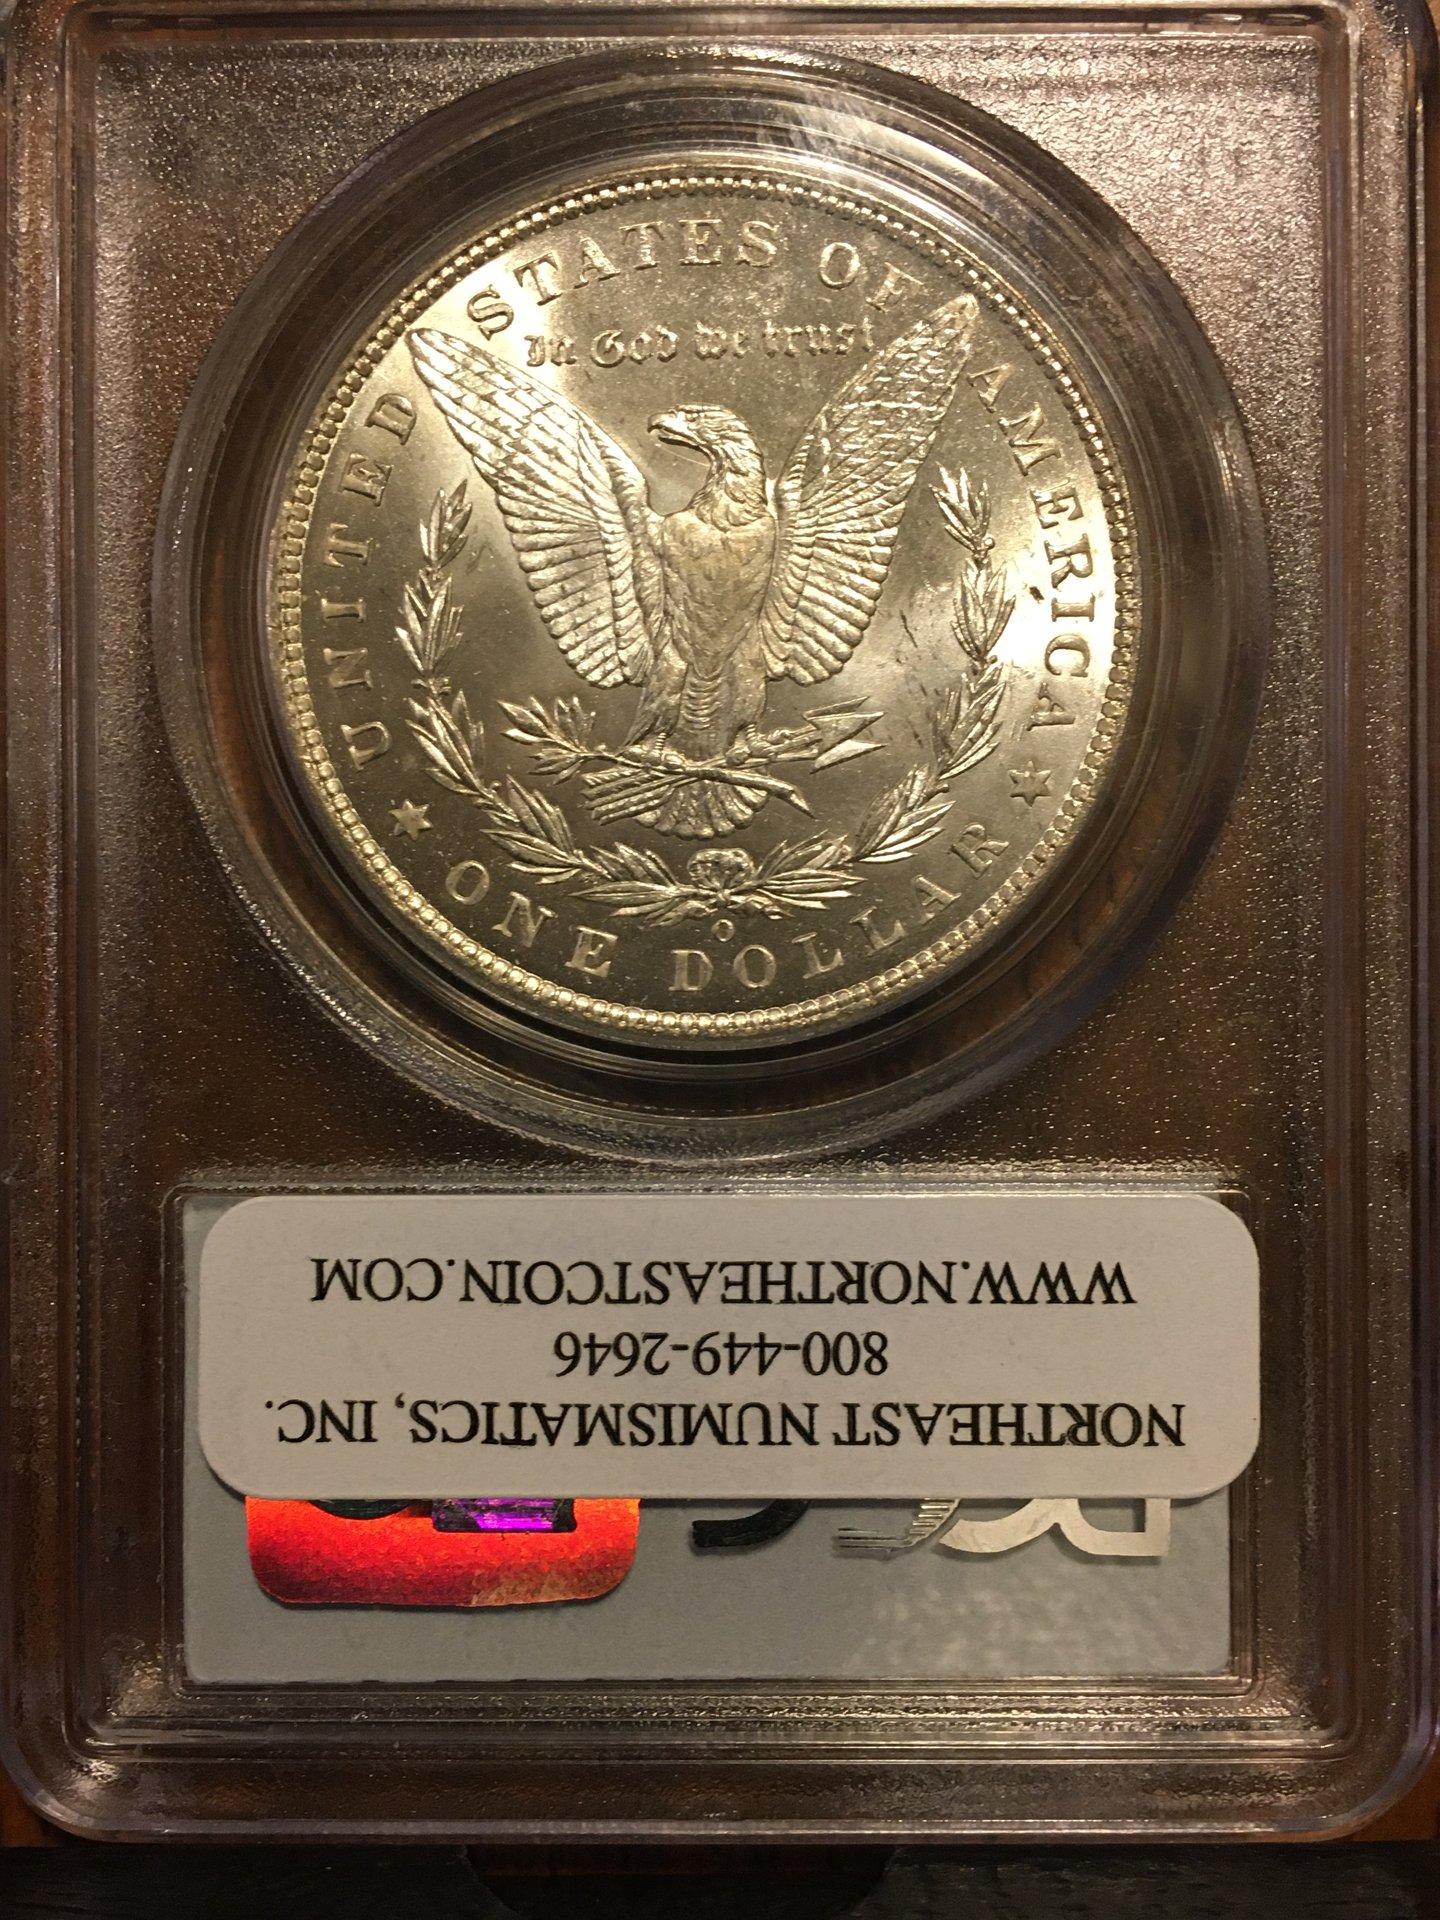 UNITED STATES OF AMERICA
In God we trust
O
ONE DOLLAR
NORTHEAST NUMISMATICS, INC.
800-449-2646
WWW.NORTHEASTCOIN.COM